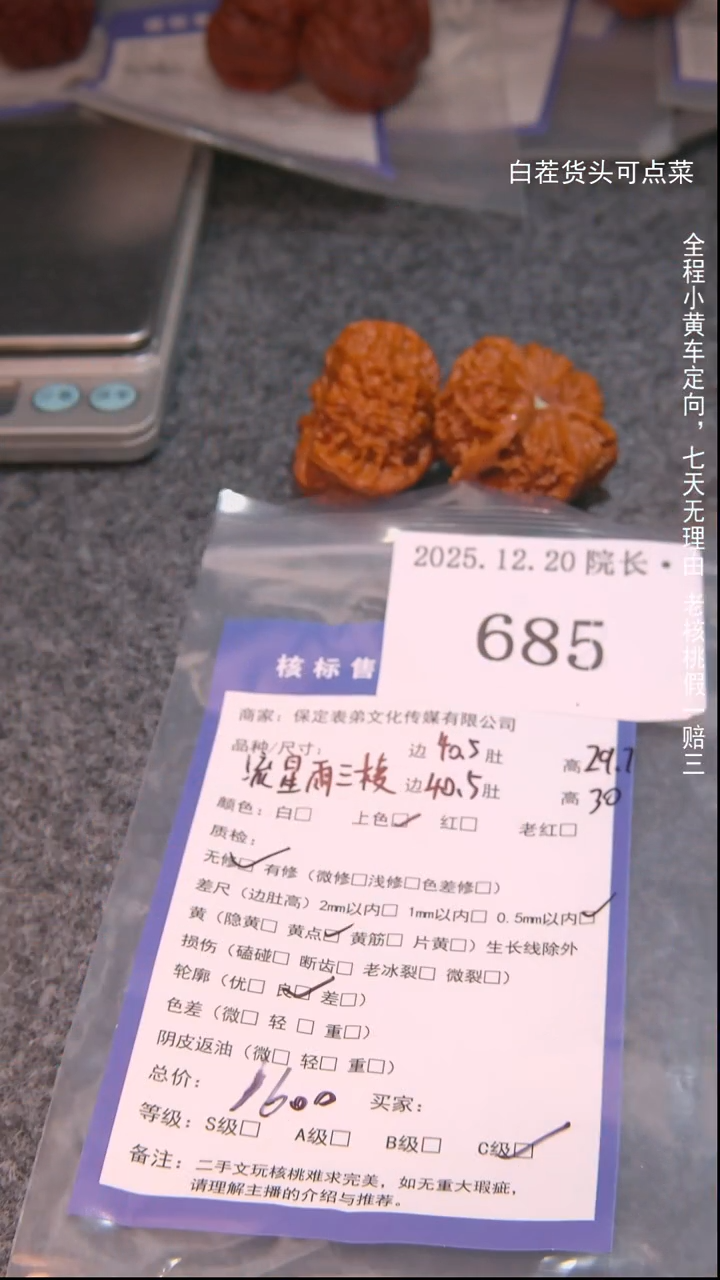 白茬货头可点菜
全程小黄车定向，七天无理由 老核桃假一赔三
2025.12.20 院长·
685
核标售
商家：保定表弟文化传媒有限公司
品种/尺寸： 边 40.5 肚 高 29.7
流星雨三棱 边 40.5 肚 高 30
颜色：白□ 上色☑ 红□ 老红□
质检：
无修☑ 有修（微修□浅修□色差修□）
差尺（边肚高）2mm以内□ 1mm以内□ 0.5mm以内☑
黄（隐黄□ 黄点☑ 黄筋□ 片黄□）生长线除外
损伤（磕碰□ 断齿□ 老冰裂□ 微裂□）
轮廓（优□ 良☑ 差□）
色差（微□ 轻 □ 重□）
阴皮返油（微□ 轻□ 重□）
总价： 1600 买家：
等级：S级□ A级□ B级□ C级☑
备注：二手文玩核桃难求完美，如无重大瑕疵，
请理解主播的介绍与推荐。